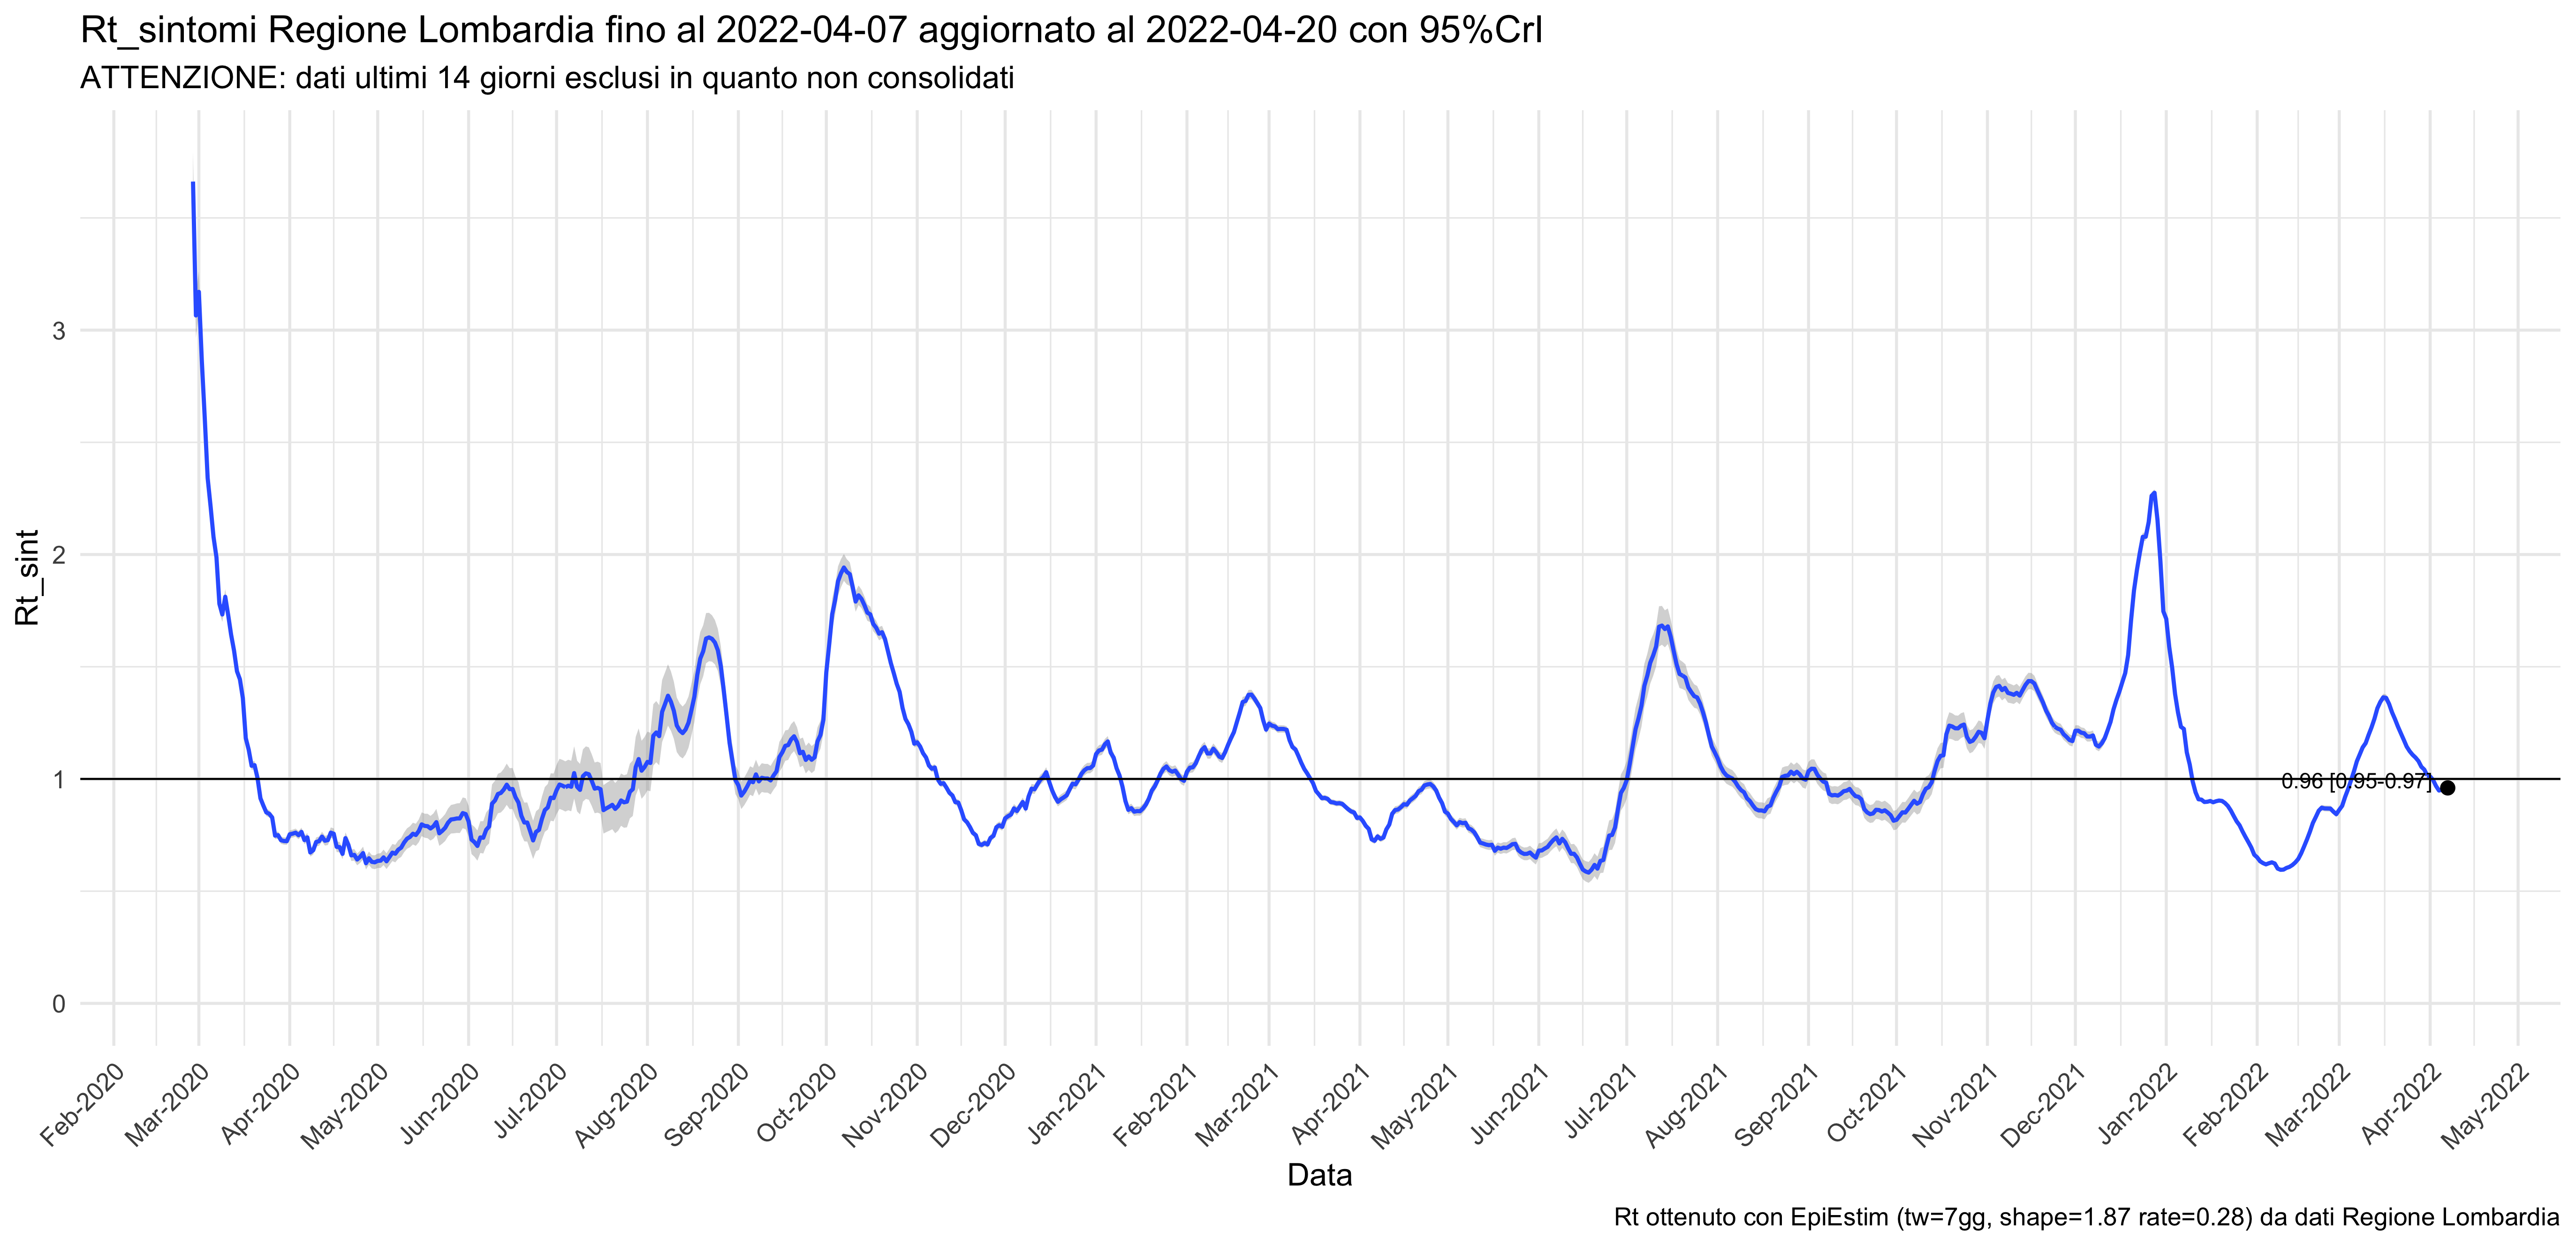 Rt_sintomi Regione Lombardia fino al 2022-04-07 aggiornato al 2022-04-20 con 95%CrI
ATTENZIONE: dati ultimi 14 giorni esclusi in quanto non consolidati
Rt_sint
3
2
1
0
0.96 [0.95-0.97]
Feb-2020
Mar-2020
Apr-2020
May-2020
Jun-2020
Jul-2020
Aug-2020
Sep-2020
Oct-2020
Nov-2020
Dec-2020
Jan-2021
Feb-2021
Mar-2021
Apr-2021
May-2021
Jun-2021
Jul-2021
Aug-2021
Sep-2021
Oct-2021
Nov-2021
Dec-2021
Jan-2022
Feb-2022
Mar-2022
Apr-2022
May-2022
Data
Rt ottenuto con EpiEstim (tw=7gg, shape=1.87 rate=0.28) da dati Regione Lombardia